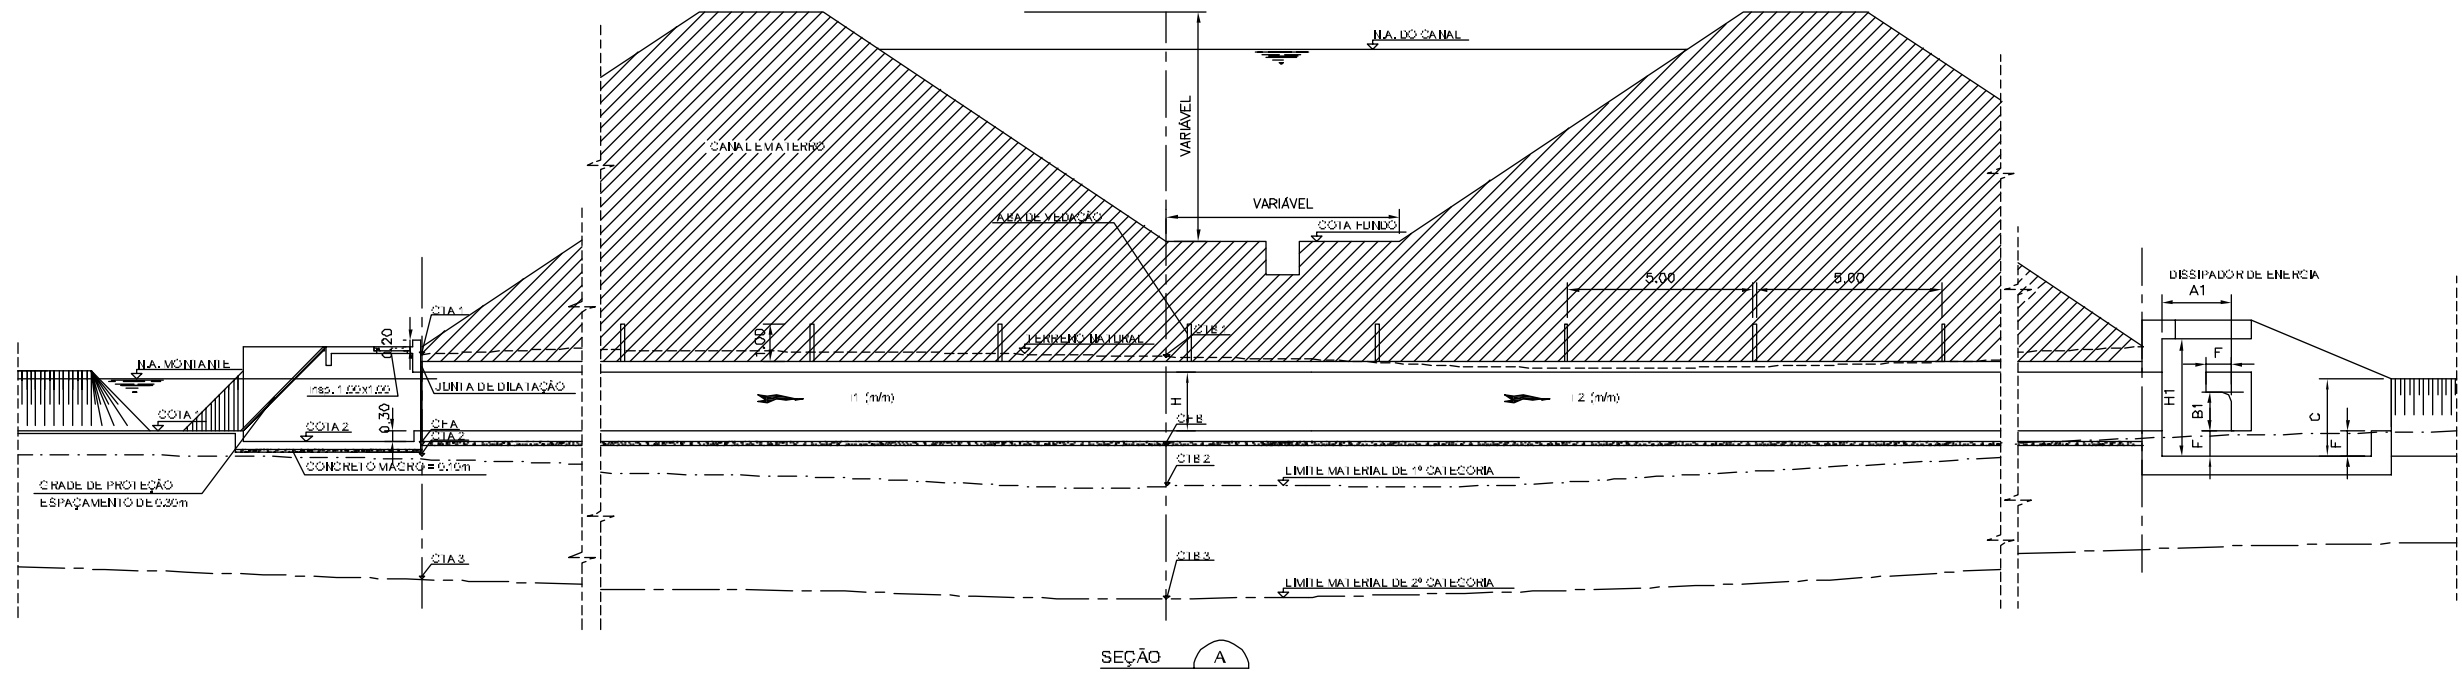 N.A. DO CANAL
VARIÁVEL
CANAL EM ATERRO
ABA DE VEDAÇÃO
VARIÁVEL
COTA FUNDO
5.00
5.00
DISSIPADOR DE ENERGIA
A1
CTA 1
0.20
1.00
TERRENO NATURAL
CTB 1
N.A. MONTANTE
Insp. 1.00x1.00
JUNTA DE DILATAÇÃO
F
H1
i1 (m/m)
H
i2 (m/m)
B1
C
COTA 1
COTA 2
0.30
CFA
CTA 2
CFB
F
F
CTB 2
CONCRETO MAGRO = 0.10m
LIMITE MATERIAL DE 1ª CATEGORIA
GRADE DE PROTEÇÃO
ESPAÇAMENTO DE 0.30m
CTA 3
CTB 3
LIMITE MATERIAL DE 2ª CATEGORIA
SEÇÃO A